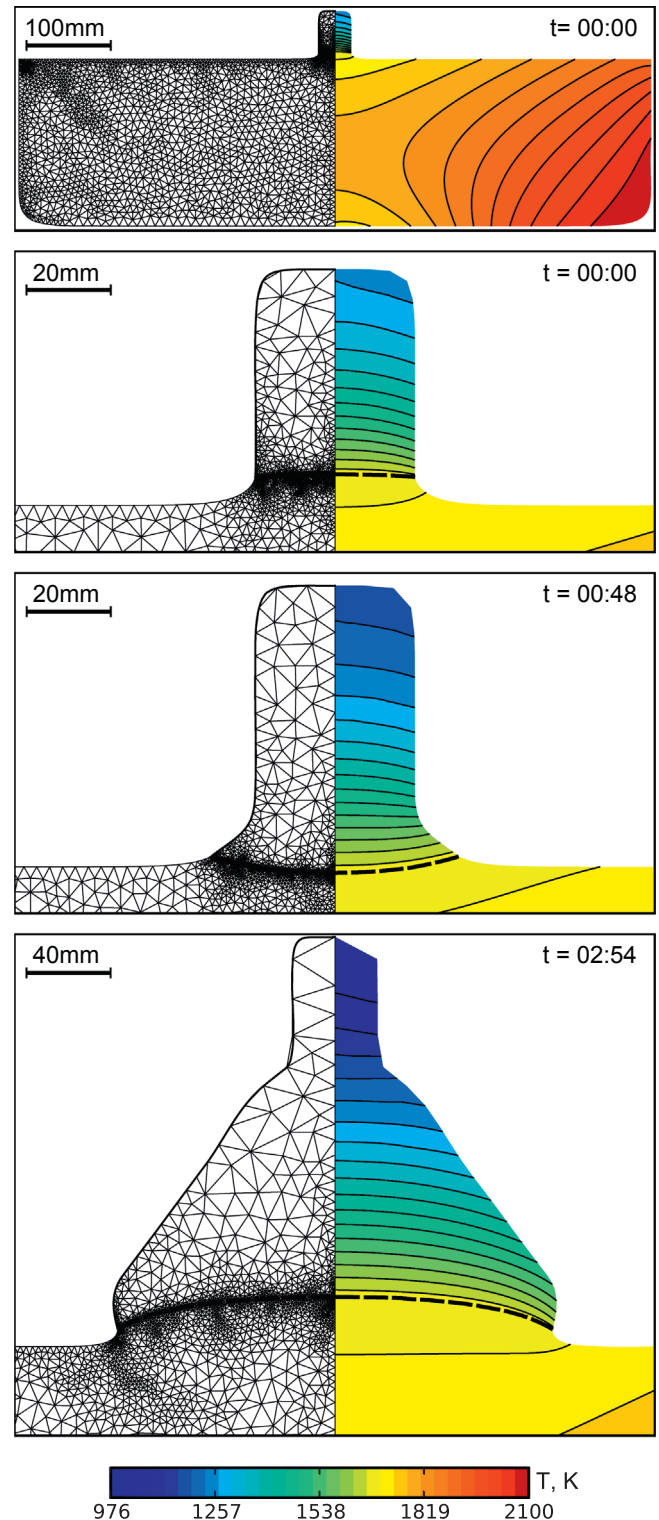 100mm t= 00:00
20mm t = 00:00
20mm t = 00:48
40mm t = 02:54
T, K
976 1257 1538 1819 2100